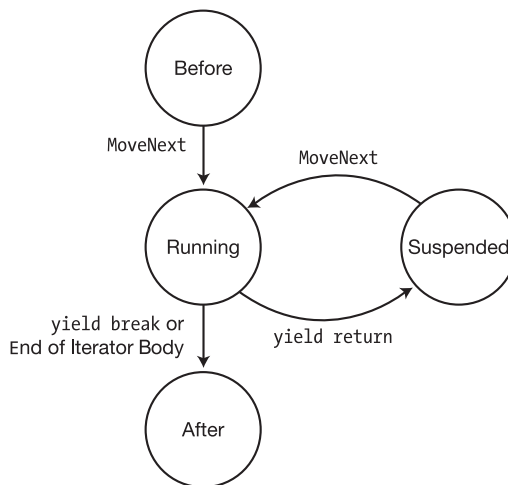 Before
MoveNext
MoveNext
Running
Suspended
yield break or
End of Iterator Body
yield return
After